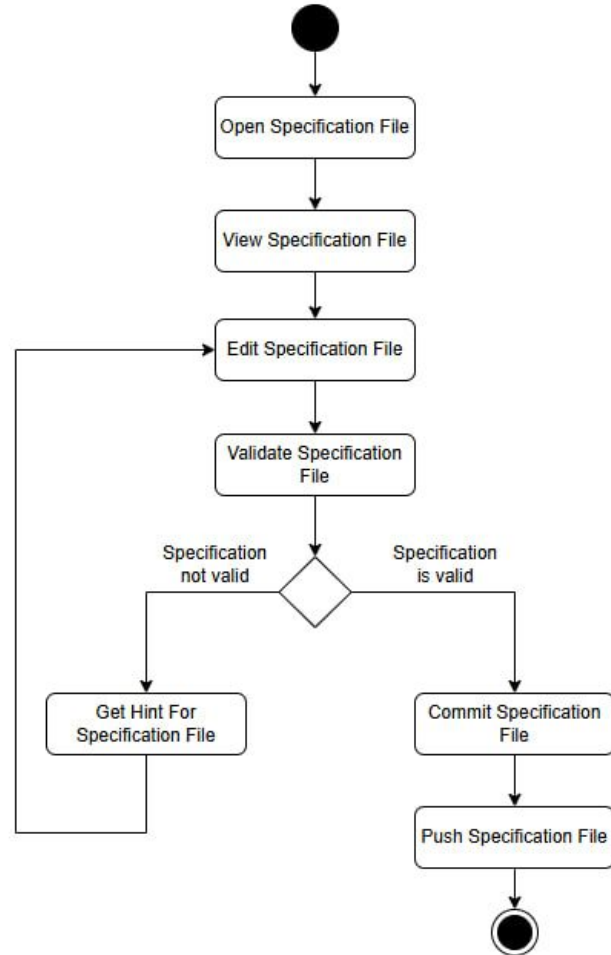 Open Specification File
View Specification File
Edit Specification File
Validate Specification
File
Specification
not valid
Specification
is valid
Get Hint For
Specification File
Commit Specification
File
Push Specification File